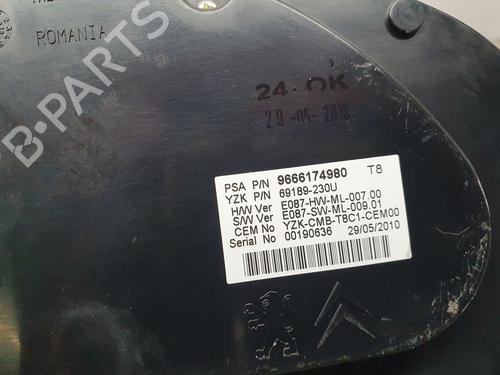 ROMANIA
24-OK
29-05-2010
PSA P/N 9666174980 T8
YZK P/N 69189-230U
H/W Ver E087-HW-ML-007.00
S/W Ver E087-SW-ML-009.01
CEM No YZK-CMB-T8C1-CEM00
Serial No 00190636 29/05/2010
B-PARTS